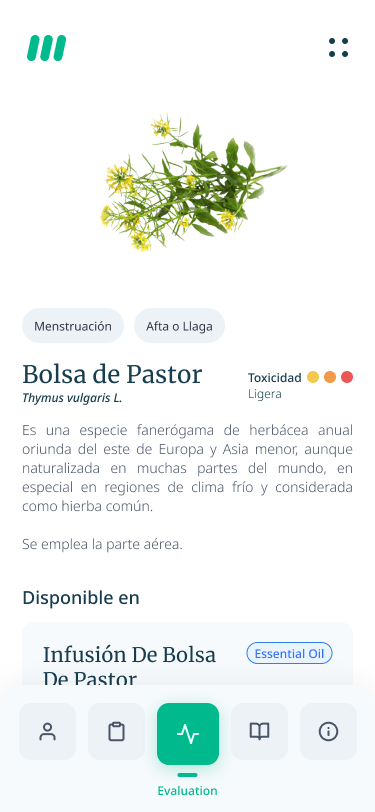 Menstruación
Afta o Llaga
Bolsa de Pastor
Thymus vulgaris L.
Toxicidad
Ligera
Es una especie fanerógama de herbácea anual
oriunda del este de Europa y Asia menor, aunque
naturalizada en muchas partes del mundo, en
especial en regiones de clima frío y considerada
como hierba común.
Se emplea la parte aérea.
Disponible en
Infusión De Bolsa
De Pastor
Essential Oil
Evaluation